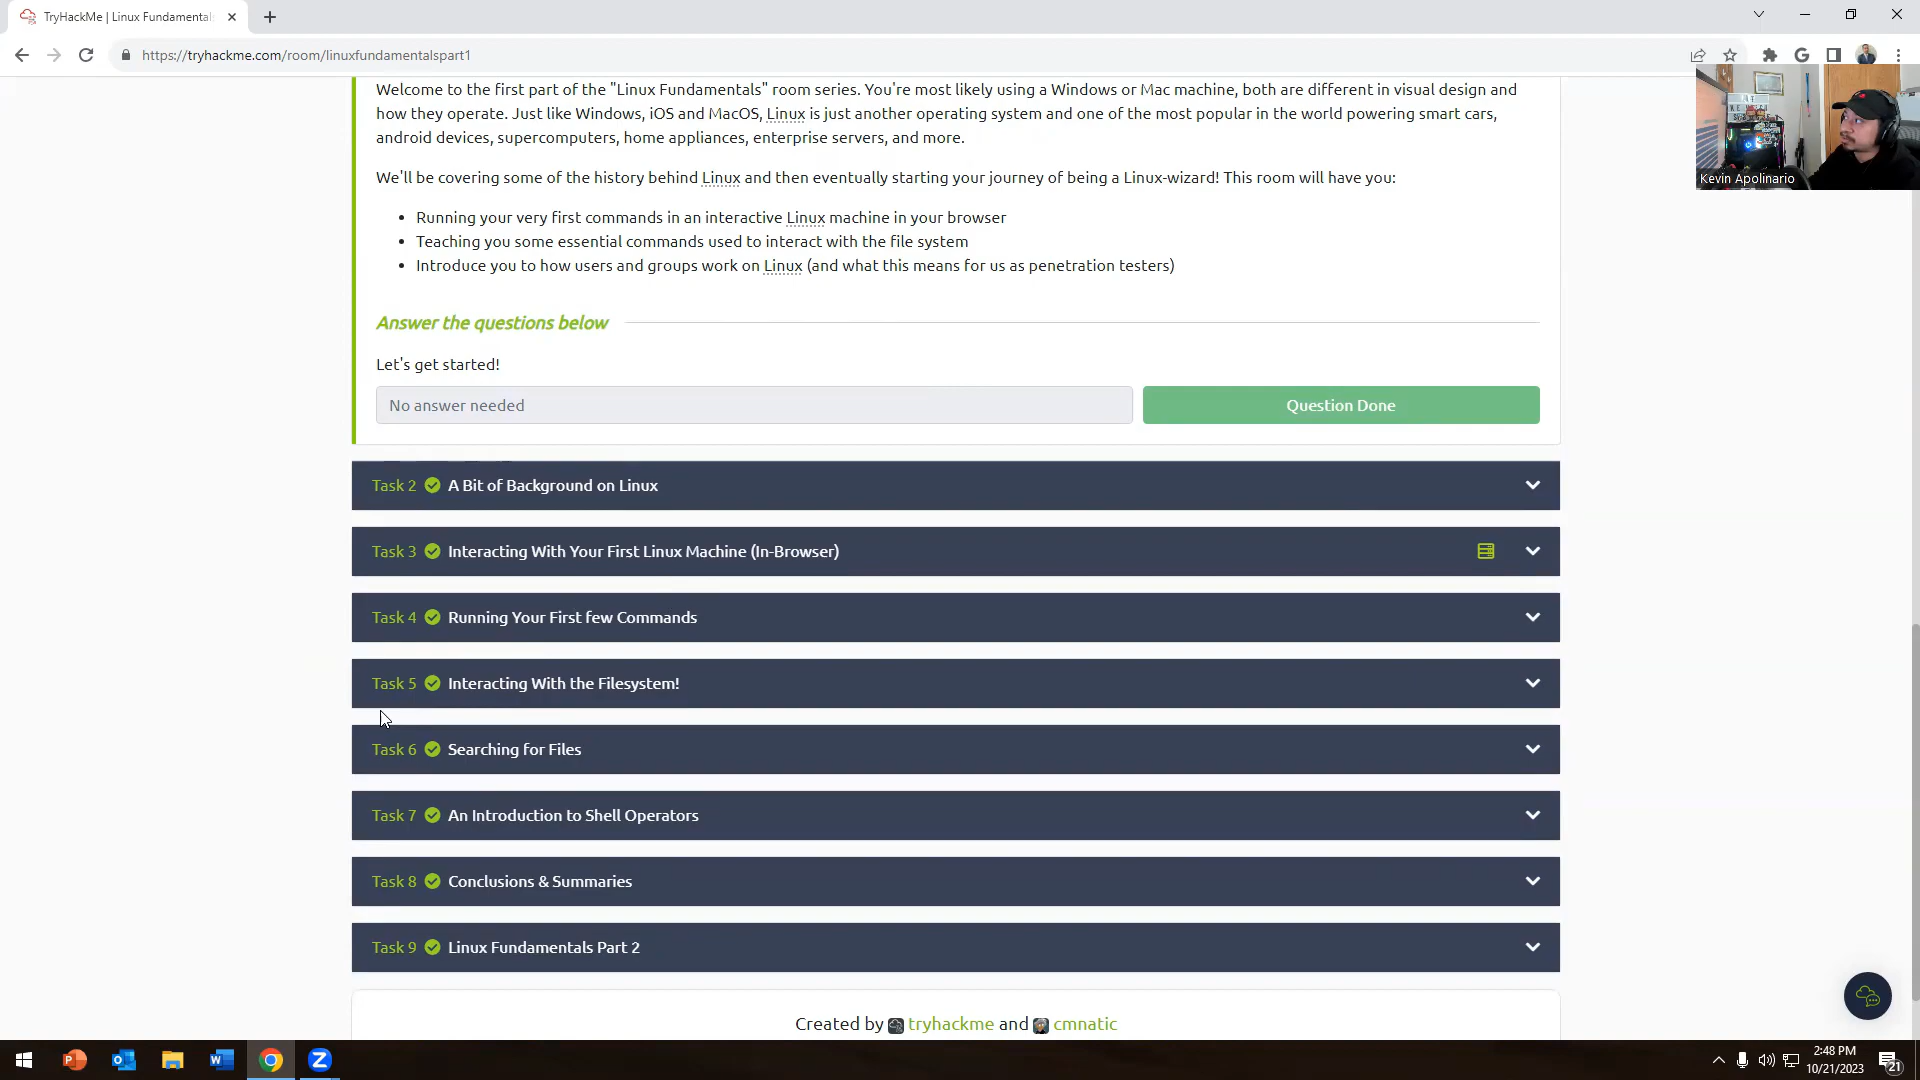 TryHackMe | Linux Fundamentals
https://tryhackme.com/room/linuxfundamentalspart1
Welcome to the first part of the "Linux Fundamentals" room series. You're most likely using a Windows or Mac machine, both are different in visual design and
how they operate. Just like Windows, iOS and MacOS, Linux is just another operating system and one of the most popular in the world powering smart cars,
android devices, supercomputers, home appliances, enterprise servers, and more.
We'll be covering some of the history behind Linux and then eventually starting your journey of being a Linux-wizard! This room will have you:
• Running your very first commands in an interactive Linux machine in your browser
• Teaching you some essential commands used to interact with the file system
• Introduce you to how users and groups work on Linux (and what this means for us as penetration testers)
Kevin Apolinario
Answer the questions below
Let's get started!
No answer needed
Question Done
Task 2 A Bit of Background on Linux
Task 3 Interacting With Your First Linux Machine (In-Browser)
Task 4 Running Your First few Commands
Task 5 Interacting With the Filesystem!
Task 6 Searching for Files
Task 7 An Introduction to Shell Operators
Task 8 Conclusions & Summaries
Task 9 Linux Fundamentals Part 2
Created by tryhackme and cmnatic
2:48 PM
10/21/2023
21